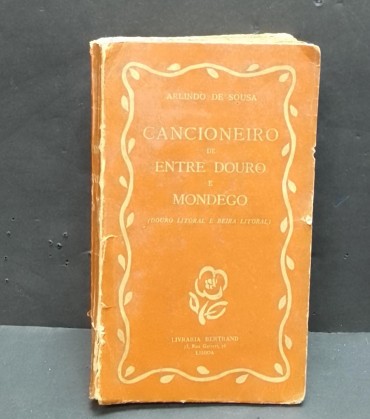 ARLINDO DE SOUSA
CANCIONEIRO
DE
ENTRE DOURO
E
MONDEGO
(DOURO LITORAL E BEIRA LITORAL)
LIVRARIA BERTRAND
LISBOA